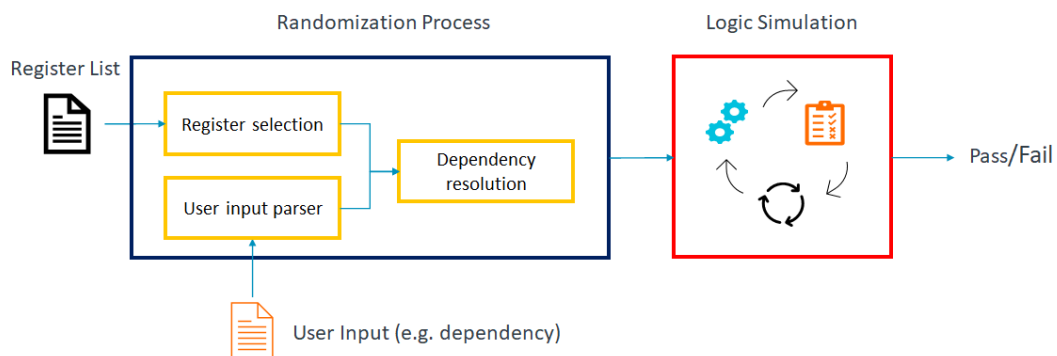 Randomization Process
Logic Simulation
Register List
Register selection
Dependency
resolution
User input parser
Pass/Fail
User Input (e.g. dependency)